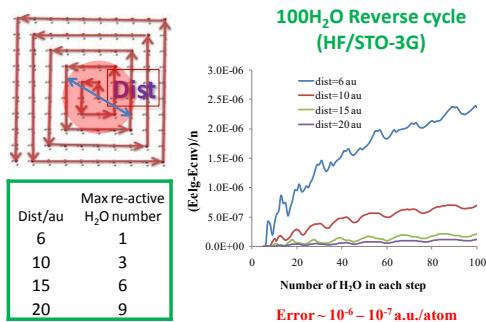 100H₂O Reverse cycle
(HF/STO-3G)
Dist
Dist/au Max re-active H₂O number
6 1
10 3
15 6
20 9
(Eelg-Ecnv)/n
3.0E-06
2.5E-06
2.0E-06
1.5E-06
1.0E-06
5.0E-07
0.0E+00
dist=6 au
dist=10 au
dist=15 au
dist=20 au
0 20 40 60 80 100
Number of H₂O in each step
Error ~ 10⁻⁶ – 10⁻⁷ a.u./atom